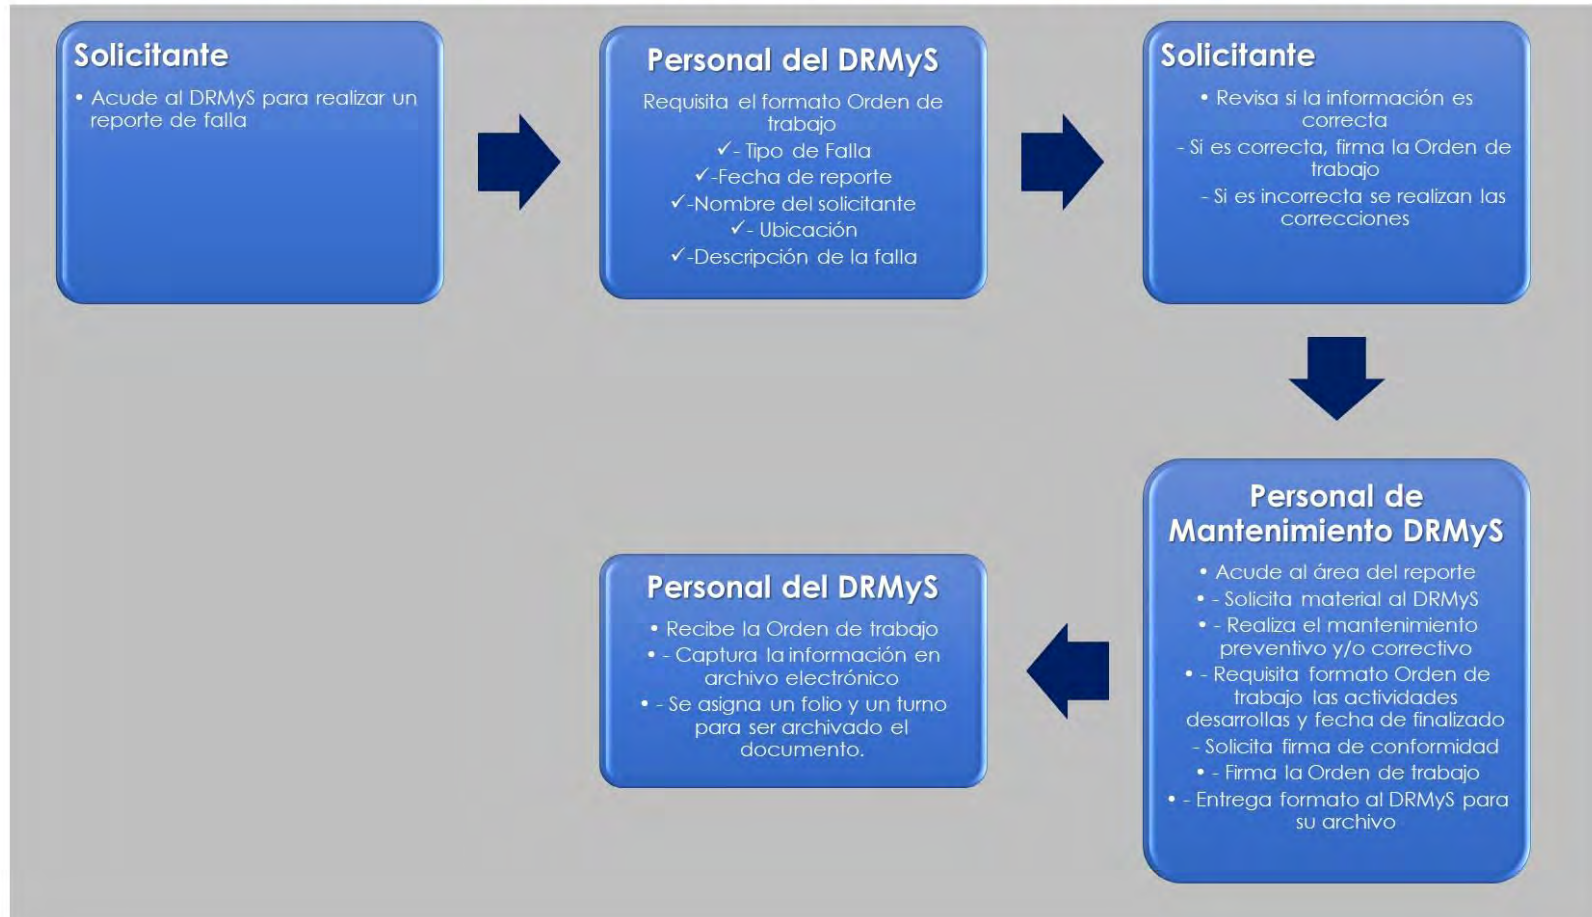 Solicitante
• Acude al DRMyS para realizar un
reporte de falla
Personal del DRMyS
Requisita el formato Orden de
trabajo
✓- Tipo de Falla
✓-Fecha de reporte
✓-Nombre del solicitante
✓- Ubicación
✓-Descripción de la falla
Solicitante
• Revisa si la información es
correcta
- Si es correcta, firma la Orden de
trabajo
- Si es incorrecta se realizan las
correcciones
Personal de
Mantenimiento DRMyS
• Acude al área del reporte
• - Solicita material al DRMyS
• - Realiza el mantenimiento
preventivo y/o correctivo
• - Requisita formato Orden de
trabajo las actividades
desarrollas y fecha de finalizado
- Solicita firma de conformidad
• - Firma la Orden de trabajo
• - Entrega formato al DRMyS para
su archivo
Personal del DRMyS
• Recibe la Orden de trabajo
• - Captura la información en
archivo electrónico
• - Se asigna un folio y un turno
para ser archivado el
documento.